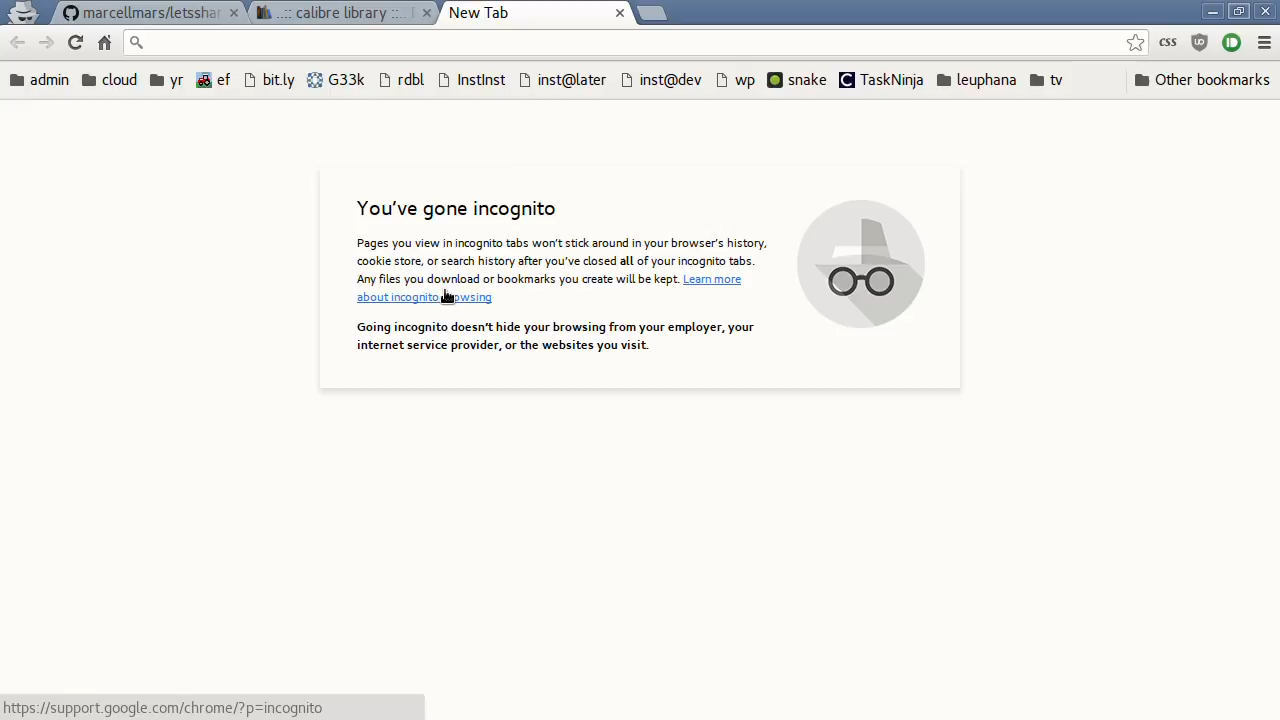 marcellmars/letsshar
..:: calibre library ::..
New Tab
css
admin
cloud
yr
ef
bit.ly
G33k
rdbl
InstInst
inst@later
inst@dev
wp
snake
TaskNinja
leuphana
tv
Other bookmarks
You've gone incognito
Pages you view in incognito tabs won't stick around in your browser's history,
cookie store, or search history after you've closed all of your incognito tabs.
Any files you download or bookmarks you create will be kept. Learn more
about incognito browsing
Going incognito doesn't hide your browsing from your employer, your
internet service provider, or the websites you visit.
https://support.google.com/chrome/?p=incognito